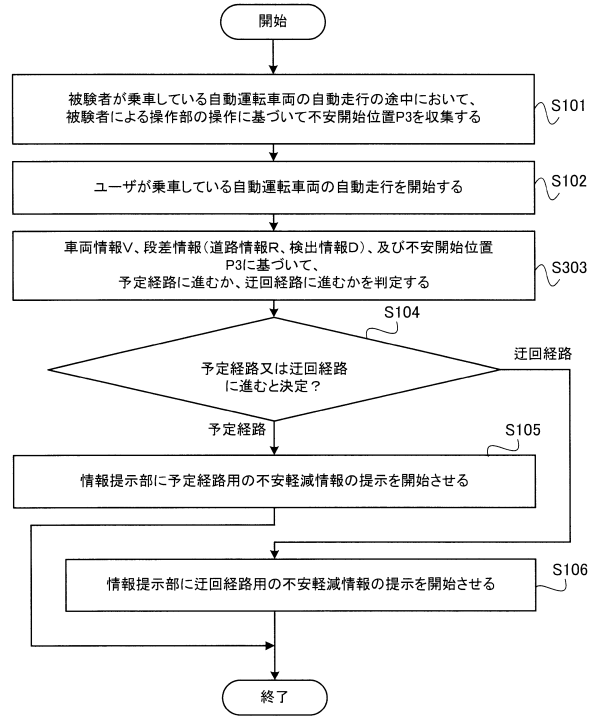 開始
被験者が乗車している自動運転車両の自動走行の途中において、
被験者による操作部の操作に基づいて不安開始位置P3を収集する
S101
ユーザが乗車している自動運転車両の自動走行を開始する
S102
車両情報V、段差情報(道路情報R、検出情報D)、及び不安開始位置
P3に基づいて、
予定経路に進むか、迂回経路に進むかを判定する
S303
S104
予定経路又は迂回経路
に進むと決定？
迂回経路
予定経路
S105
情報提示部に予定経路用の不安軽減情報の提示を開始させる
情報提示部に迂回経路用の不安軽減情報の提示を開始させる
S106
終了